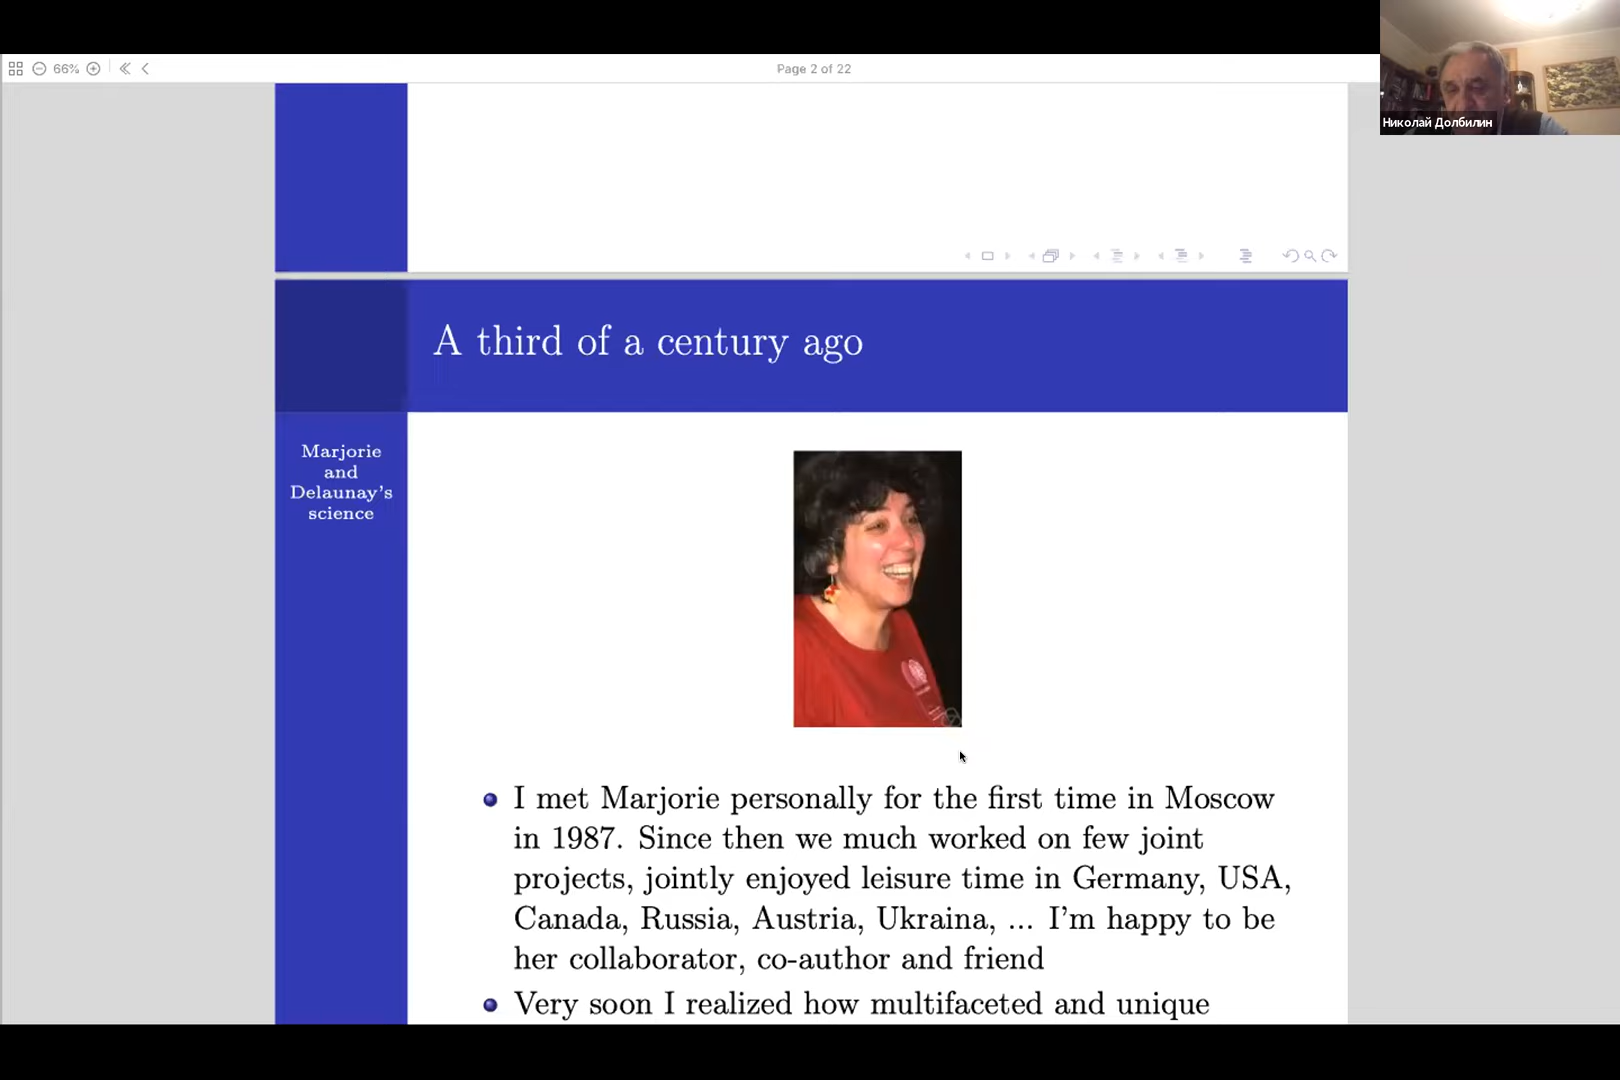 66%
Page 2 of 22
Николай Долбилин
A third of a century ago
Marjorie
and
Delaunay's
science
I met Marjorie personally for the first time in Moscow
in 1987. Since then we much worked on few joint
projects, jointly enjoyed leisure time in Germany, USA,
Canada, Russia, Austria, Ukraina, ... I'm happy to be
her collaborator, co-author and friend
Very soon I realized how multifaceted and unique